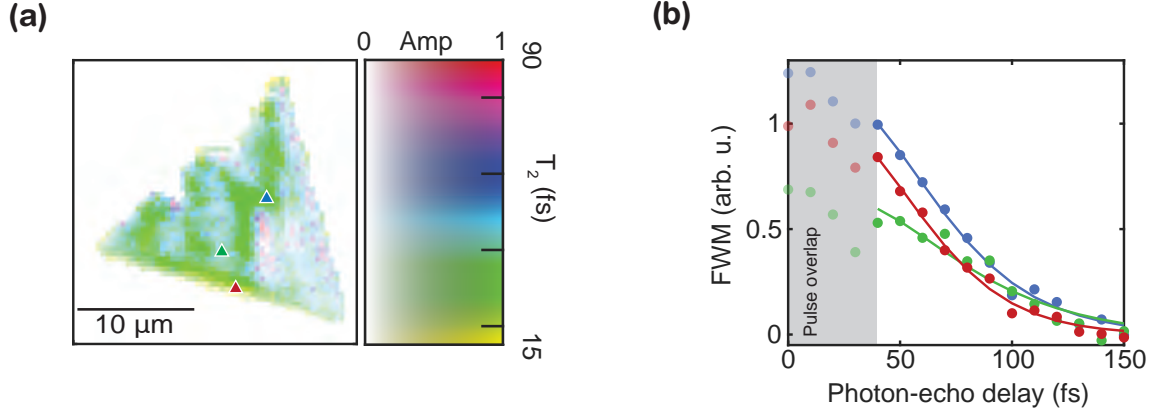 (a)
0 Amp 1
90
T2 (fs)
15
10 μm
(b)
FWM (arb. u.)
1
0.5
0
Pulse overlap
0 50 100 150
Photon-echo delay (fs)